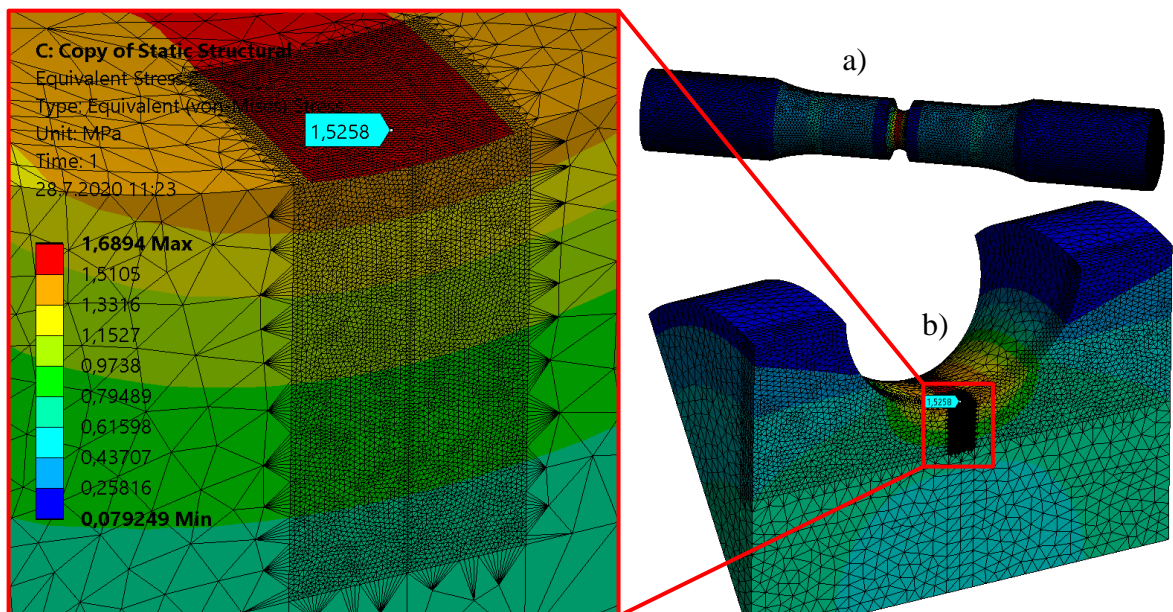 C: Copy of Static Structural
Equivalent Stress
Type: Equivalent (von-Mises) Stress
Unit: MPa
Time: 1
28.7.2020 11:23
1,5258
1,6894 Max
1,5105
1,3316
1,1527
0,9738
0,79489
0,61598
0,43707
0,25816
0,079249 Min
a)
b)
1,5258